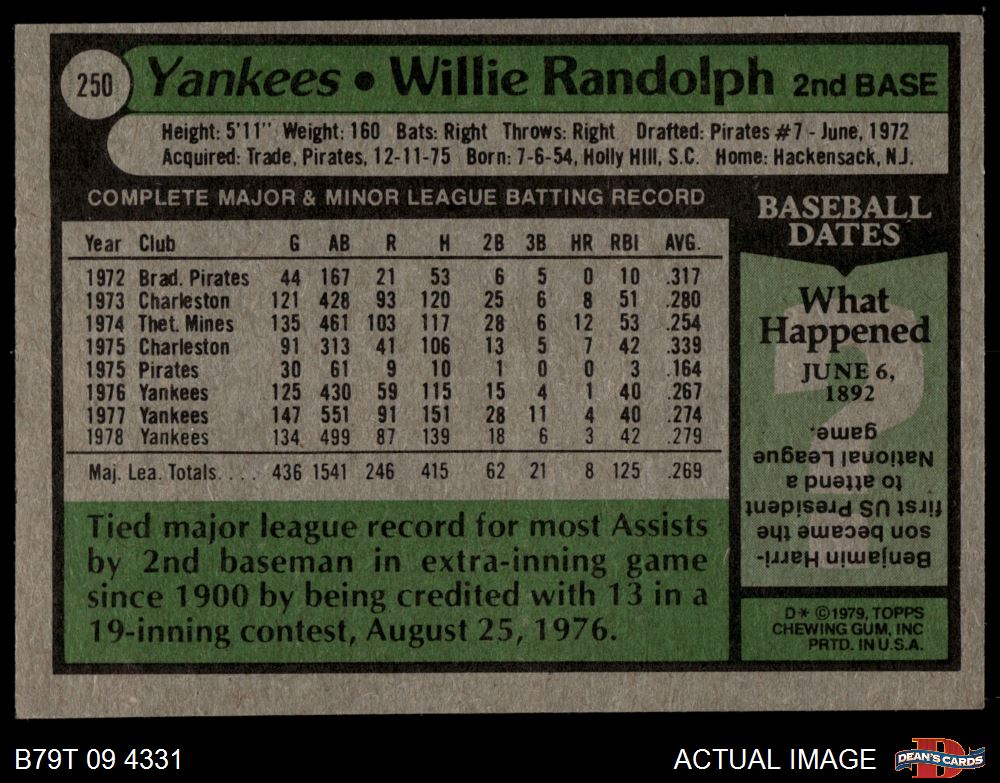 250 Yankees • Willie Randolph 2nd BASE
Height: 5'11" Weight: 160 Bats: Right Throws: Right Drafted: Pirates #7 - June, 1972
Acquired: Trade, Pirates, 12-11-75 Born: 7-6-54, Holly Hill, S.C. Home: Hackensack, N.J.
COMPLETE MAJOR & MINOR LEAGUE BATTING RECORD
Year Club G AB R H 2B 3B HR RBI AVG.
1972 Brad. Pirates 44 167 21 53 6 5 0 10 .317
1973 Charleston 121 428 93 120 25 6 8 51 .280
1974 Thet. Mines 135 461 103 117 28 6 12 53 .254
1975 Charleston 91 313 41 106 13 5 7 42 .339
1975 Pirates 30 61 9 10 1 0 0 3 .164
1976 Yankees 125 430 59 115 15 4 1 40 .267
1977 Yankees 147 551 91 151 28 11 4 40 .274
1978 Yankees 134 499 87 139 18 6 3 42 .279
Maj. Lea. Totals. . . . 436 1541 246 415 62 21 8 125 .269
Tied major league record for most Assists
by 2nd baseman in extra-inning game
since 1900 by being credited with 13 in a
19-inning contest, August 25, 1976.
BASEBALL
DATES
What
Happened
JUNE 6,
1892
Benjamin Harri-
son became the
first US President
to attend a
National League
game.
D* ©1979, TOPPS
CHEWING GUM, INC
PRTD. IN U.S.A.
B79T 09 4331
ACTUAL IMAGE
D
DEAN'S CARDS